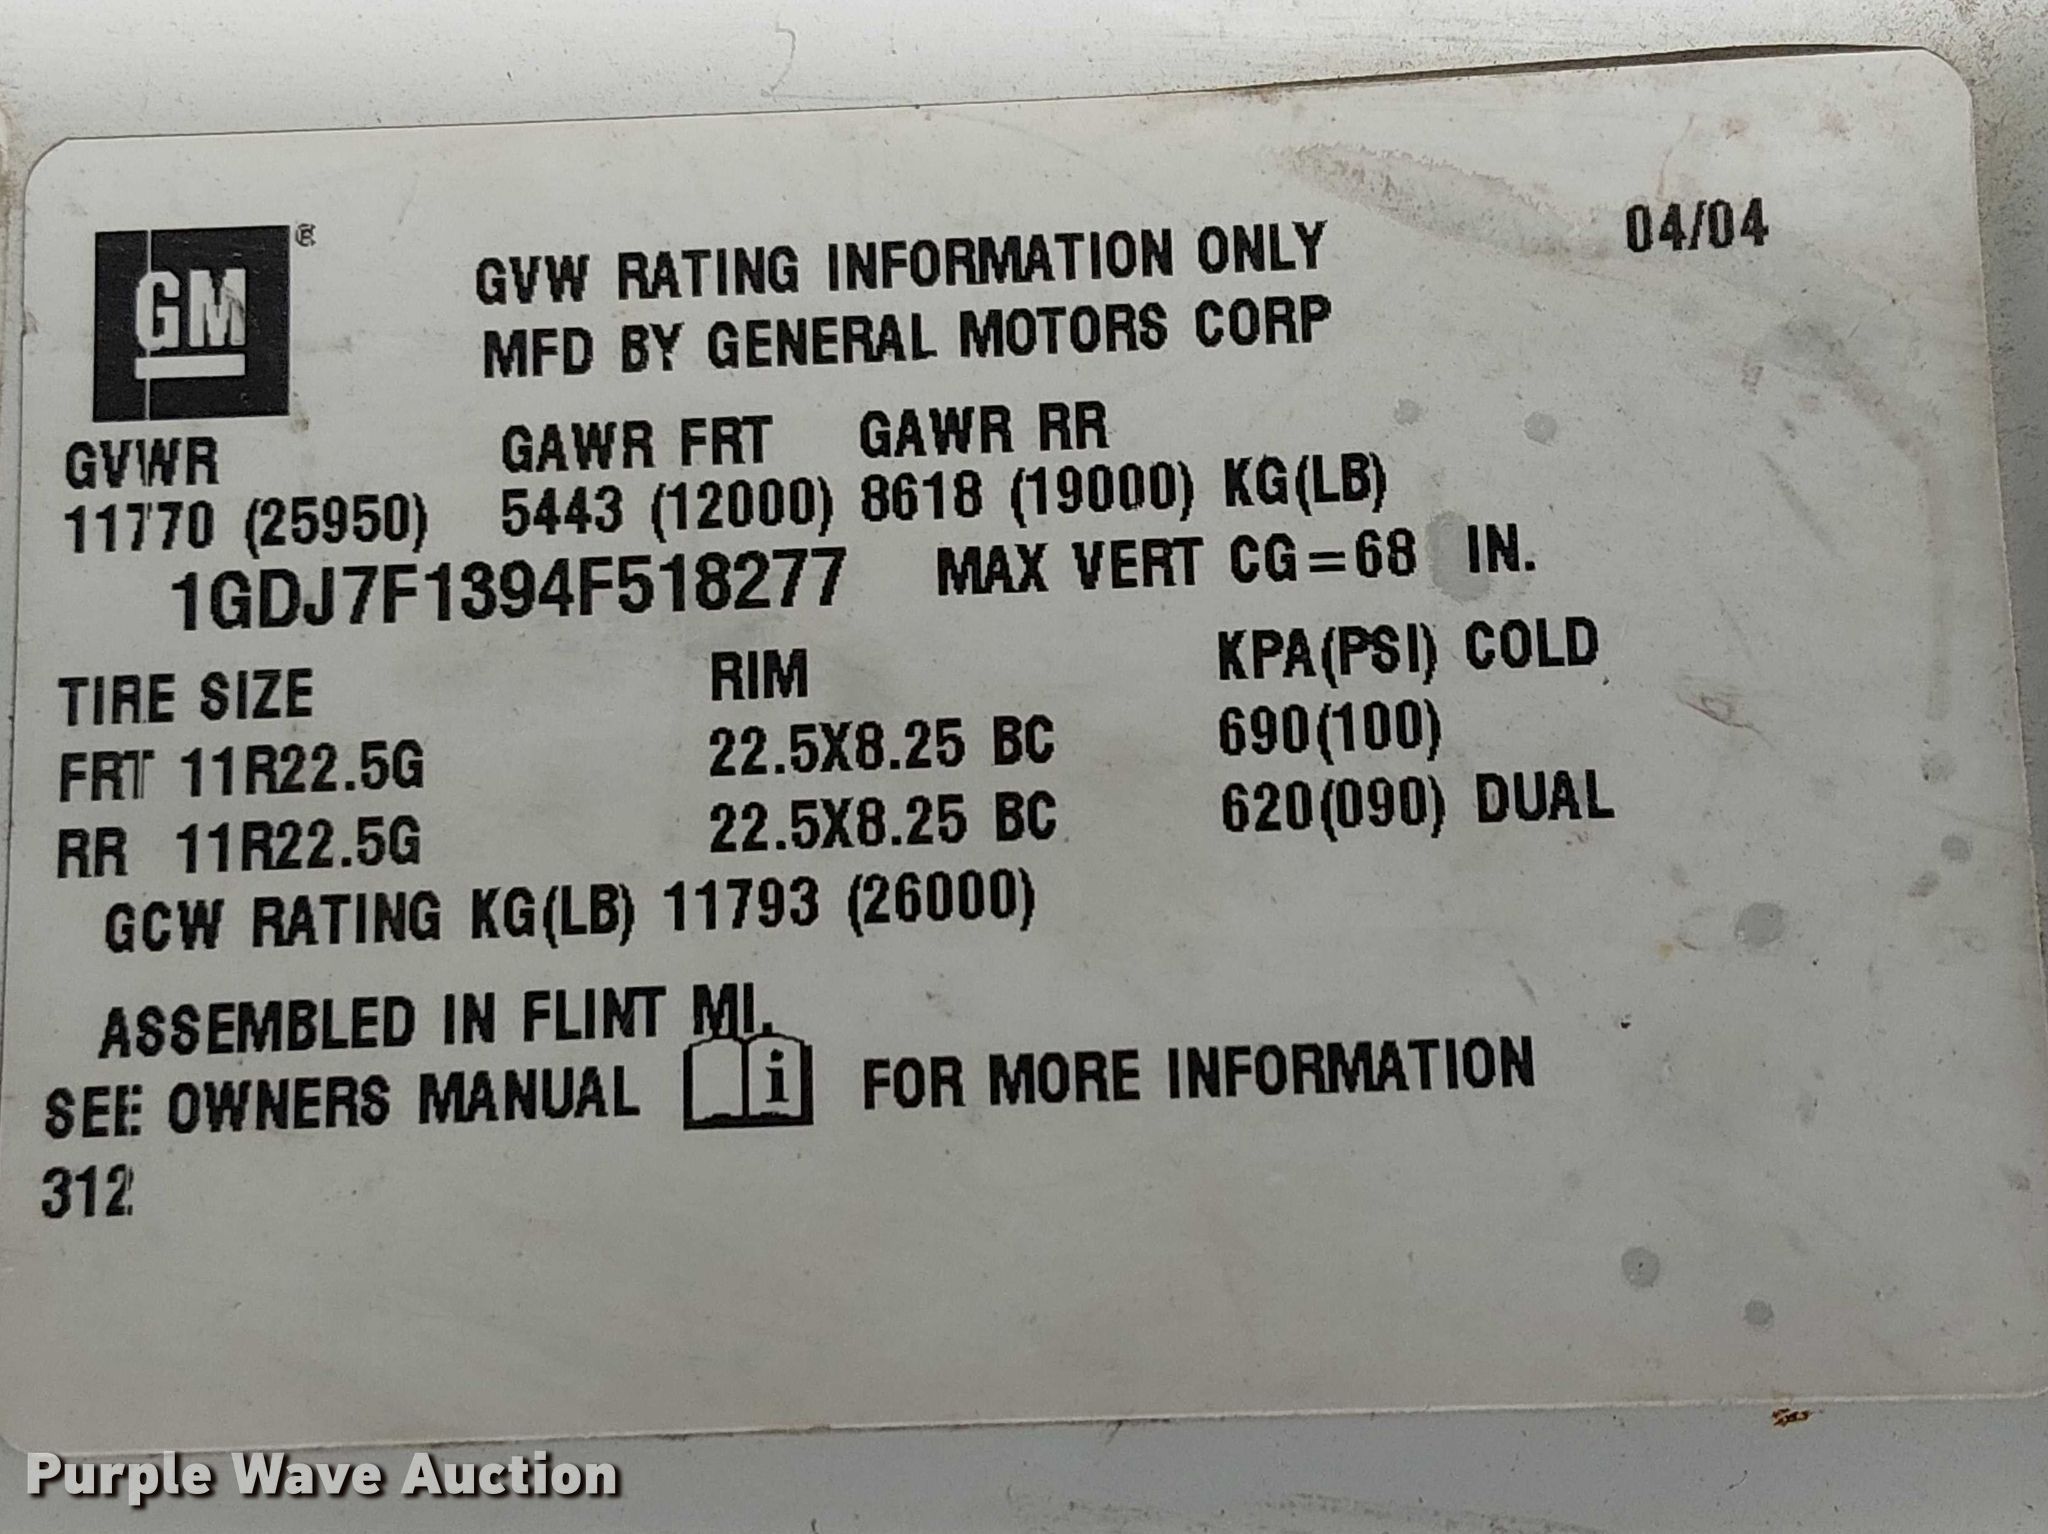 GM®
04/04
GVW RATING INFORMATION ONLY
MFD BY GENERAL MOTORS CORP
GVWR GAWR FRT GAWR RR
11770 (25950) 5443 (12000) 8618 (19000) KG(LB)
1GDJ7F1394F518277 MAX VERT CG=68 IN.
TIRE SIZE RIM KPA(PSI) COLD
FRT 11R22.5G 22.5X8.25 BC 690(100)
RR 11R22.5G 22.5X8.25 BC 620(090) DUAL
GCW RATING KG(LB) 11793 (26000)
ASSEMBLED IN FLINT MI.
SEE OWNERS MANUAL i FOR MORE INFORMATION
312
Purple Wave Auction